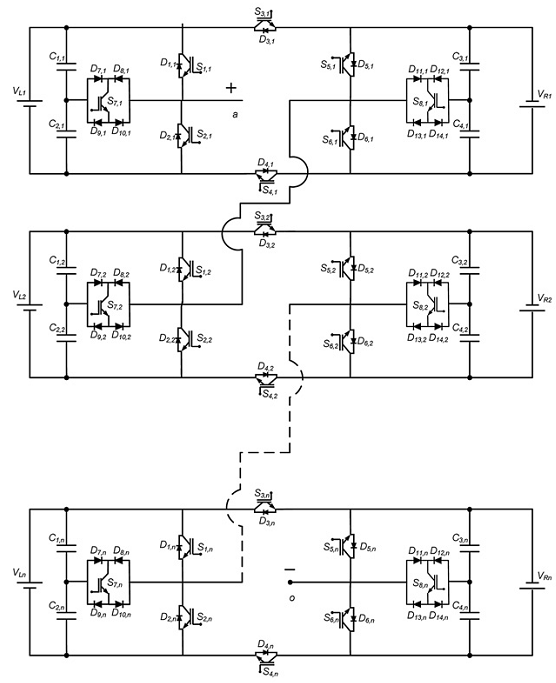 S3,1
D3,1
C1,1 D7,1 D8,1 D1,1 S1,1 S5,1 D5,1 D11,1 D12,1 C3,1
VL1 S7,1 + S8,1 VR1
a
C2,1 D9,1 D10,1 D2,1 S2,1 S6,1 D6,1 D13,1 D14,1 C4,1
D4,1
S4,1
S3,2
D3,2
C1,2 D7,2 D8,2 D1,2 S1,2 S5,2 D5,2 D11,2 D12,2 C3,2
VL2 S7,2 S8,2 VR2
C2,2 D9,2 D10,2 D2,2 S2,2 S6,2 D6,2 D13,2 D14,2 C4,2
D4,2
S4,2
S3,n
D3,n
C1,n D7,n D8,n D1,n S1,n S5,n D5,n D11,n D12,n C3,n
VLn S7,n − S8,n VRn
o
C2,n D9,n D10,n D2,n S2,n S6,n D6,n D13,n D14,n C4,n
D4,n
S4,n